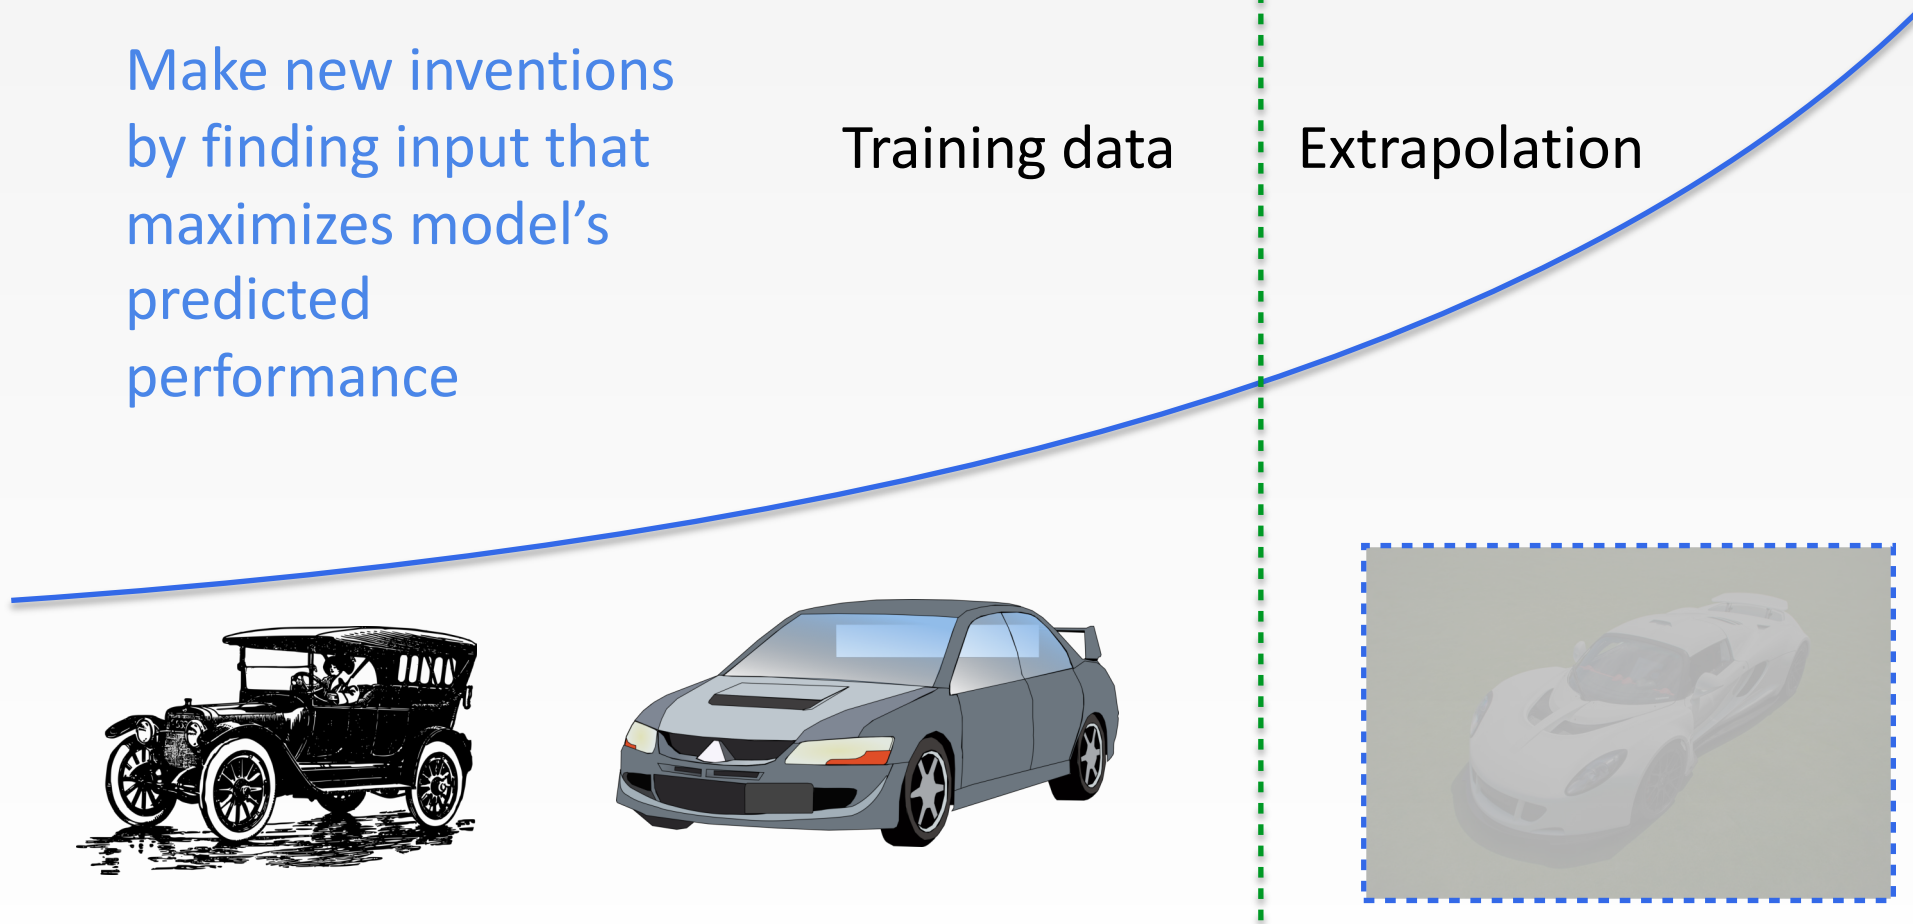 Make new inventions
by finding input that
maximizes model’s
predicted
performance
Training data
Extrapolation